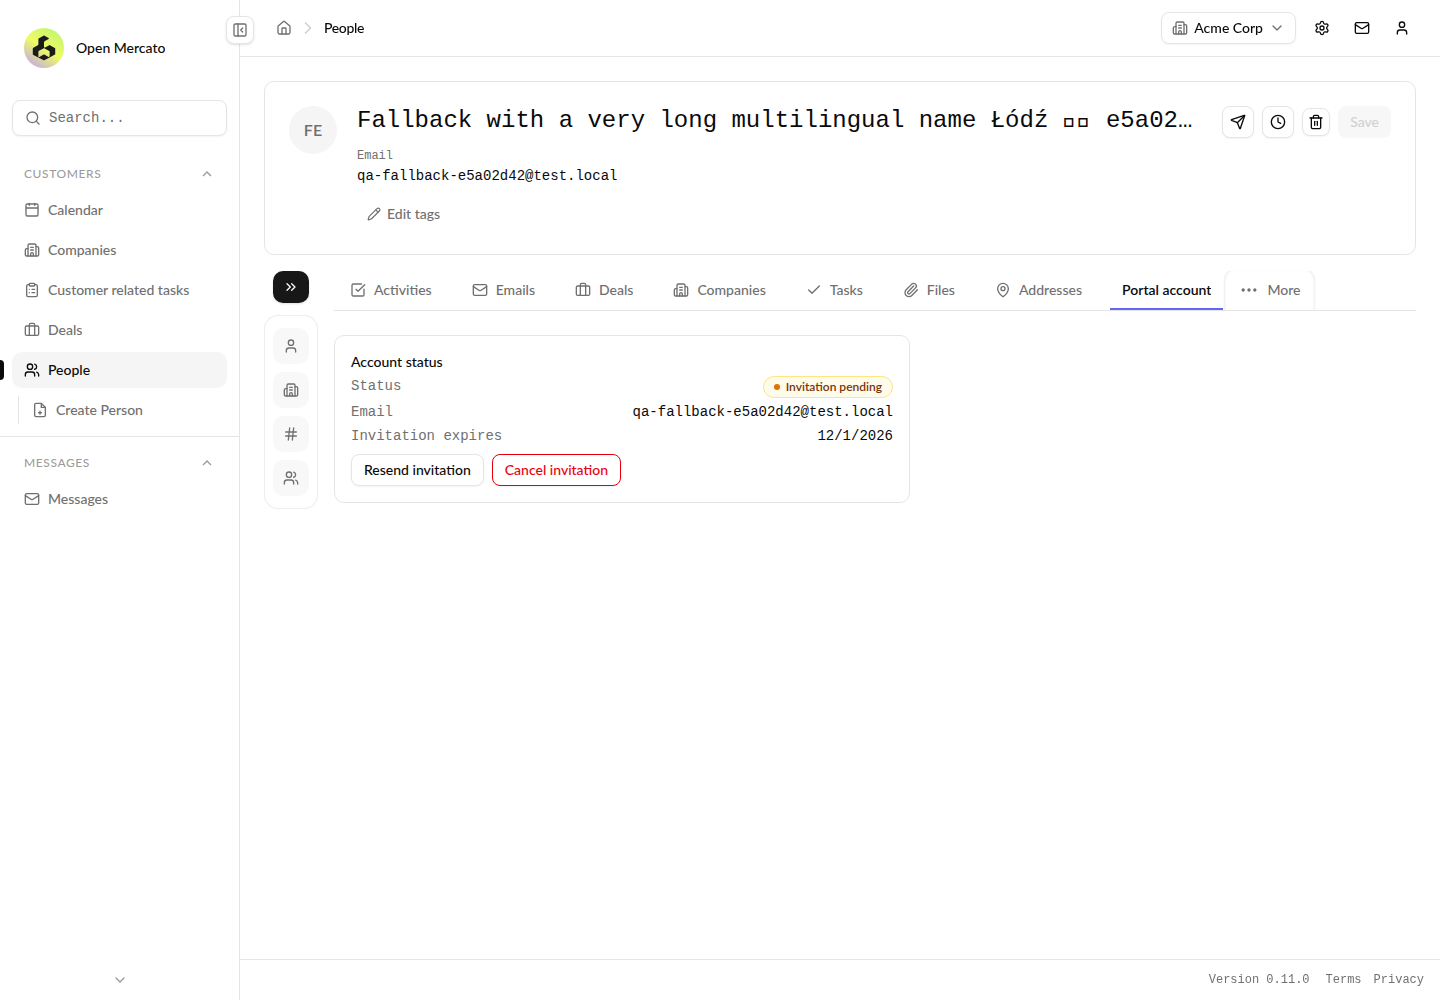 Open Mercato
People
Acme Corp
Search...
CUSTOMERS
Calendar
Companies
Customer related tasks
Deals
People
Create Person
MESSAGES
Messages
FE
Fallback with a very long multilingual name Łódź e5a02…
Save
Email
qa-fallback-e5a02d42@test.local
Edit tags
Activities
Emails
Deals
Companies
Tasks
Files
Addresses
Portal account
More
Account status
Status
Invitation pending
Email
qa-fallback-e5a02d42@test.local
Invitation expires
12/1/2026
Resend invitation
Cancel invitation
Version 0.11.0
Terms
Privacy